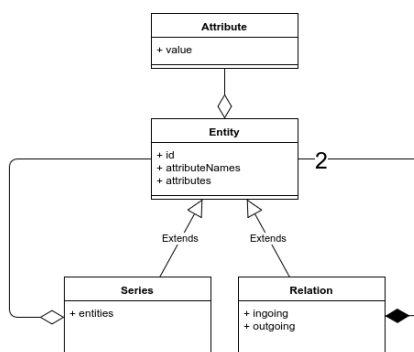 Attribute
+ value
Entity
+ id
+ attributeNames
+ attributes
2
Extends
Extends
Series
+ entities
Relation
+ ingoing
+ outgoing